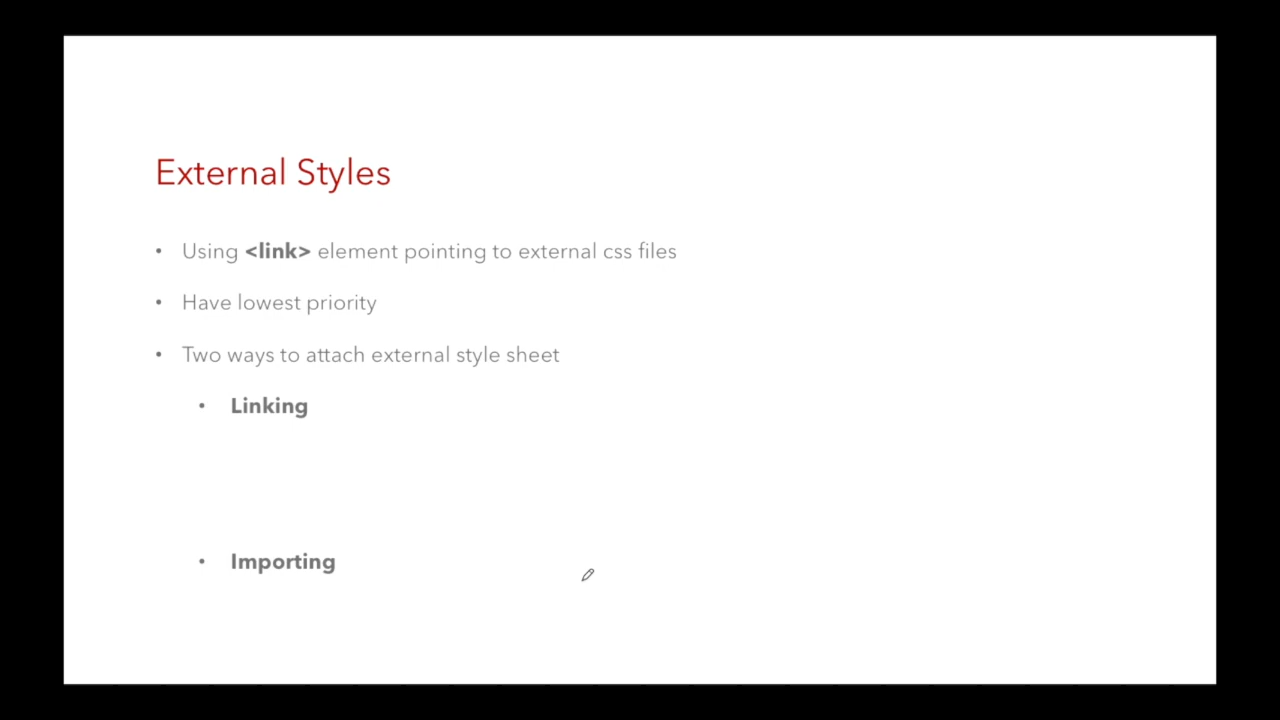 External Styles
• Using <link> element pointing to external css files
• Have lowest priority
• Two ways to attach external style sheet
• Linking
• Importing